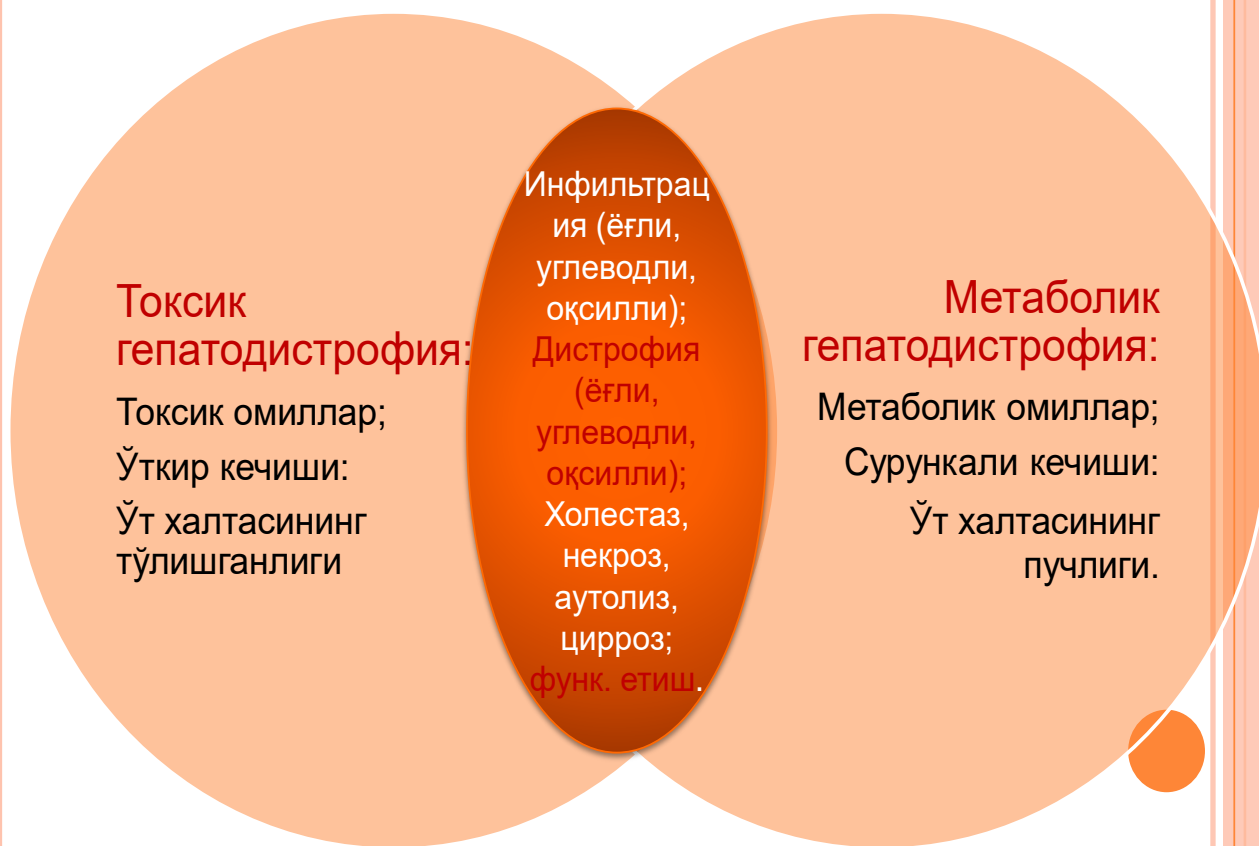 Токсик
гепатодистрофия:
Токсик омиллар;
Ўткир кечиши:
Ўт халтасининг
тўлишганлиги
Инфильтрац
ия (ёғли,
углеводли,
оқсилли);
Дистрофия
(ёғли,
углеводли,
оқсилли);
Холестаз,
некроз,
аутолиз,
цирроз;
функ. етиш.
Метаболик
гепатодистрофия:
Метаболик омиллар;
Сурункали кечиши:
Ўт халтасининг
пучлиги.